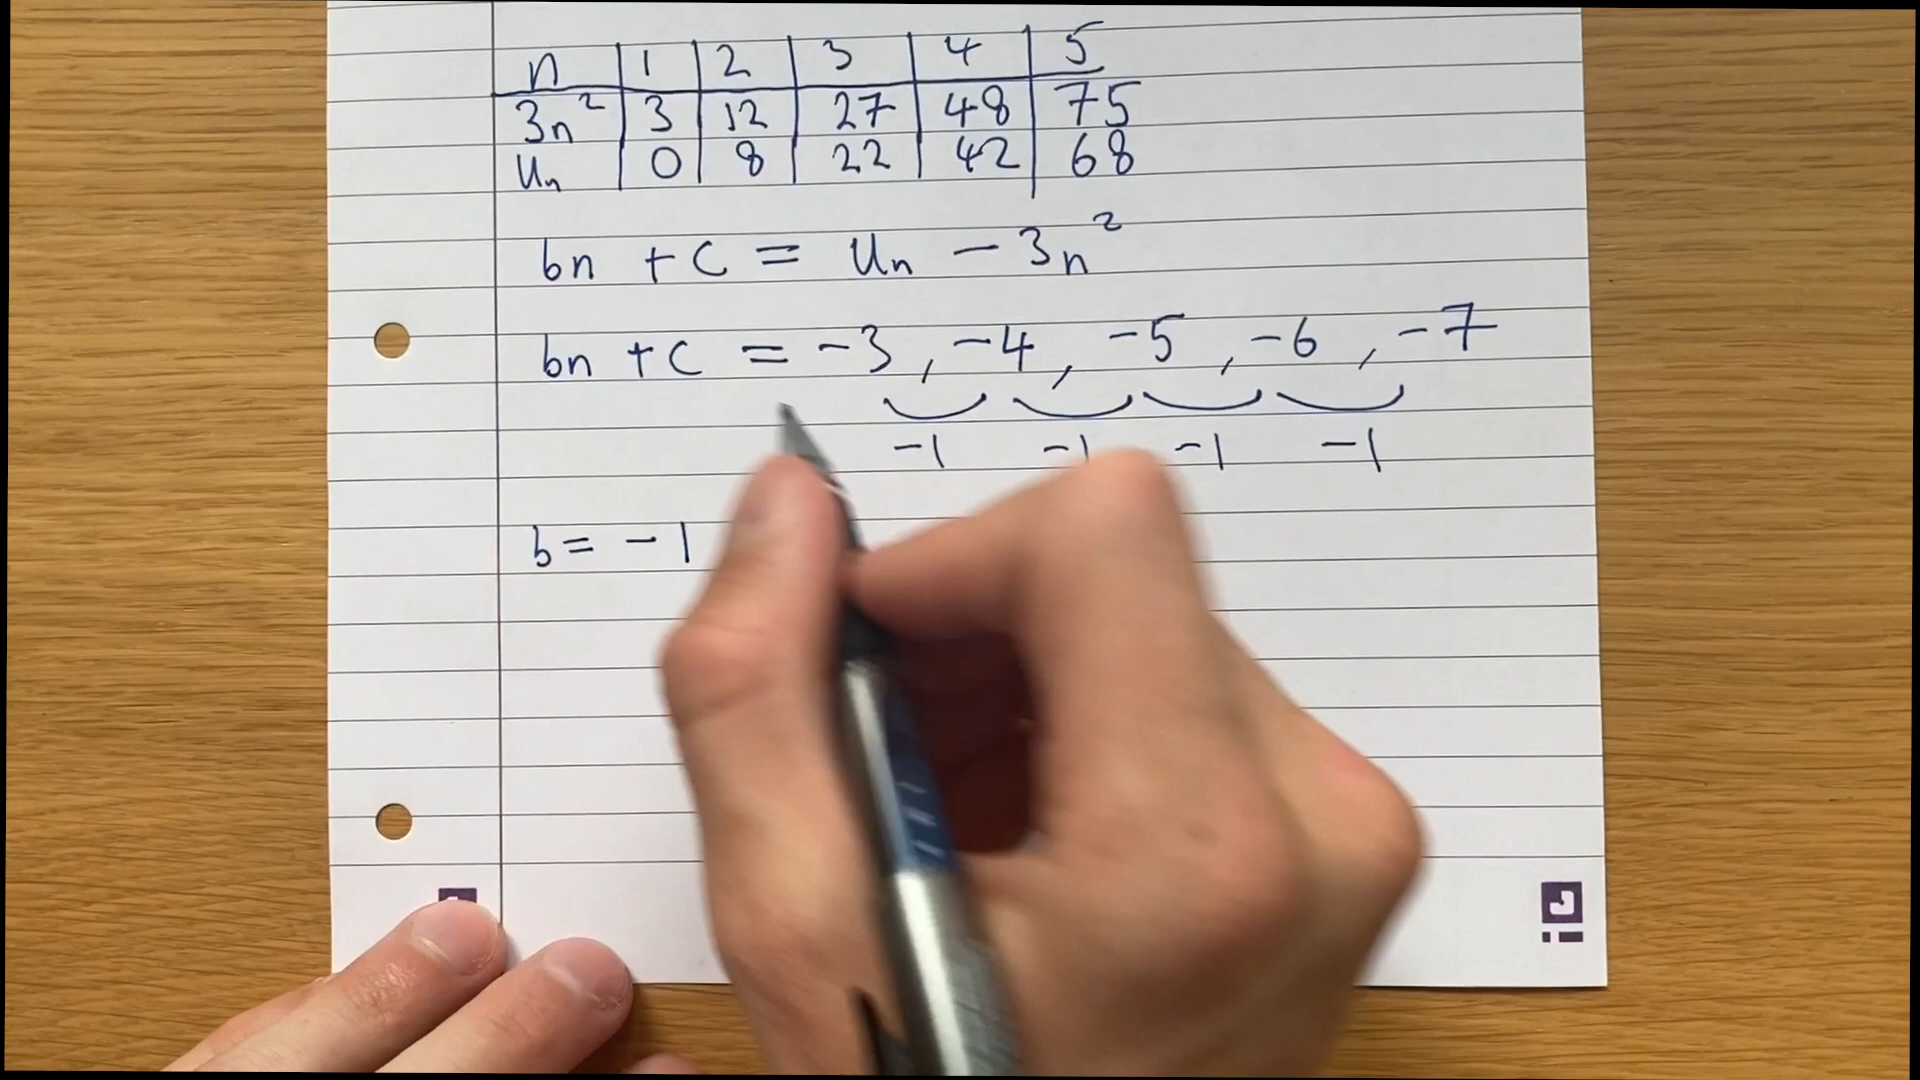 n 1 2 3 4 5
3n² 3 12 27 48 75
Uₙ 0 8 22 42 68
bn + c = Uₙ - 3n²
bn + c = -3, -4, -5, -6, -7
-1 -1 -1 -1
b = -1